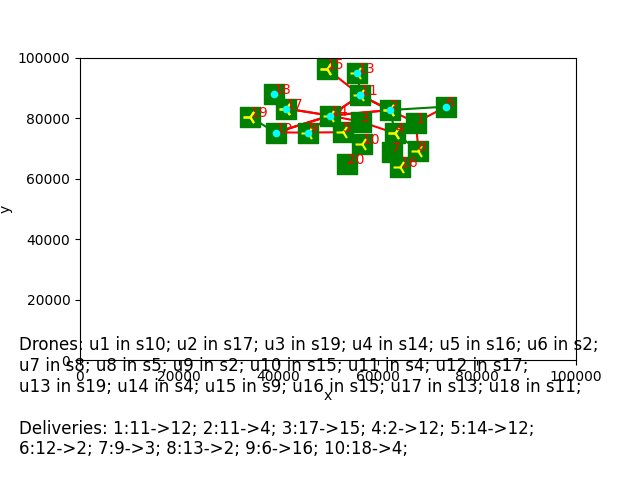 100000
80000
60000
40000
20000
0
0 20000 40000 60000 80000 100000
x
y
Drones: u1 in s10; u2 in s17; u3 in s19; u4 in s14; u5 in s16; u6 in s2;
u7 in s8; u8 in s5; u9 in s2; u10 in s15; u11 in s4; u12 in s17;
u13 in s19; u14 in s4; u15 in s9; u16 in s15; u17 in s13; u18 in s11;
Deliveries: 1:11->12; 2:11->4; 3:17->15; 4:2->12; 5:14->12;
6:12->2; 7:9->3; 8:13->2; 9:6->16; 10:18->4;